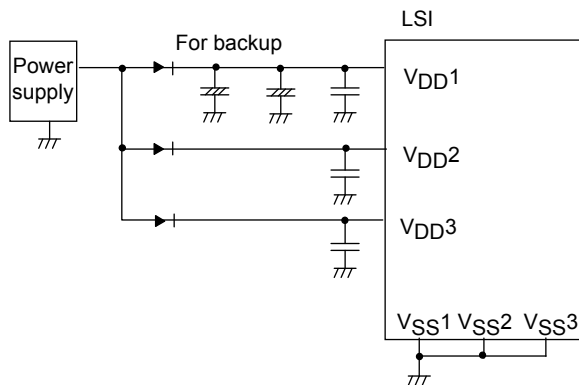 LSI
For backup
Power
supply
VDD1
VDD2
VDD3
VSS1 VSS2 VSS3